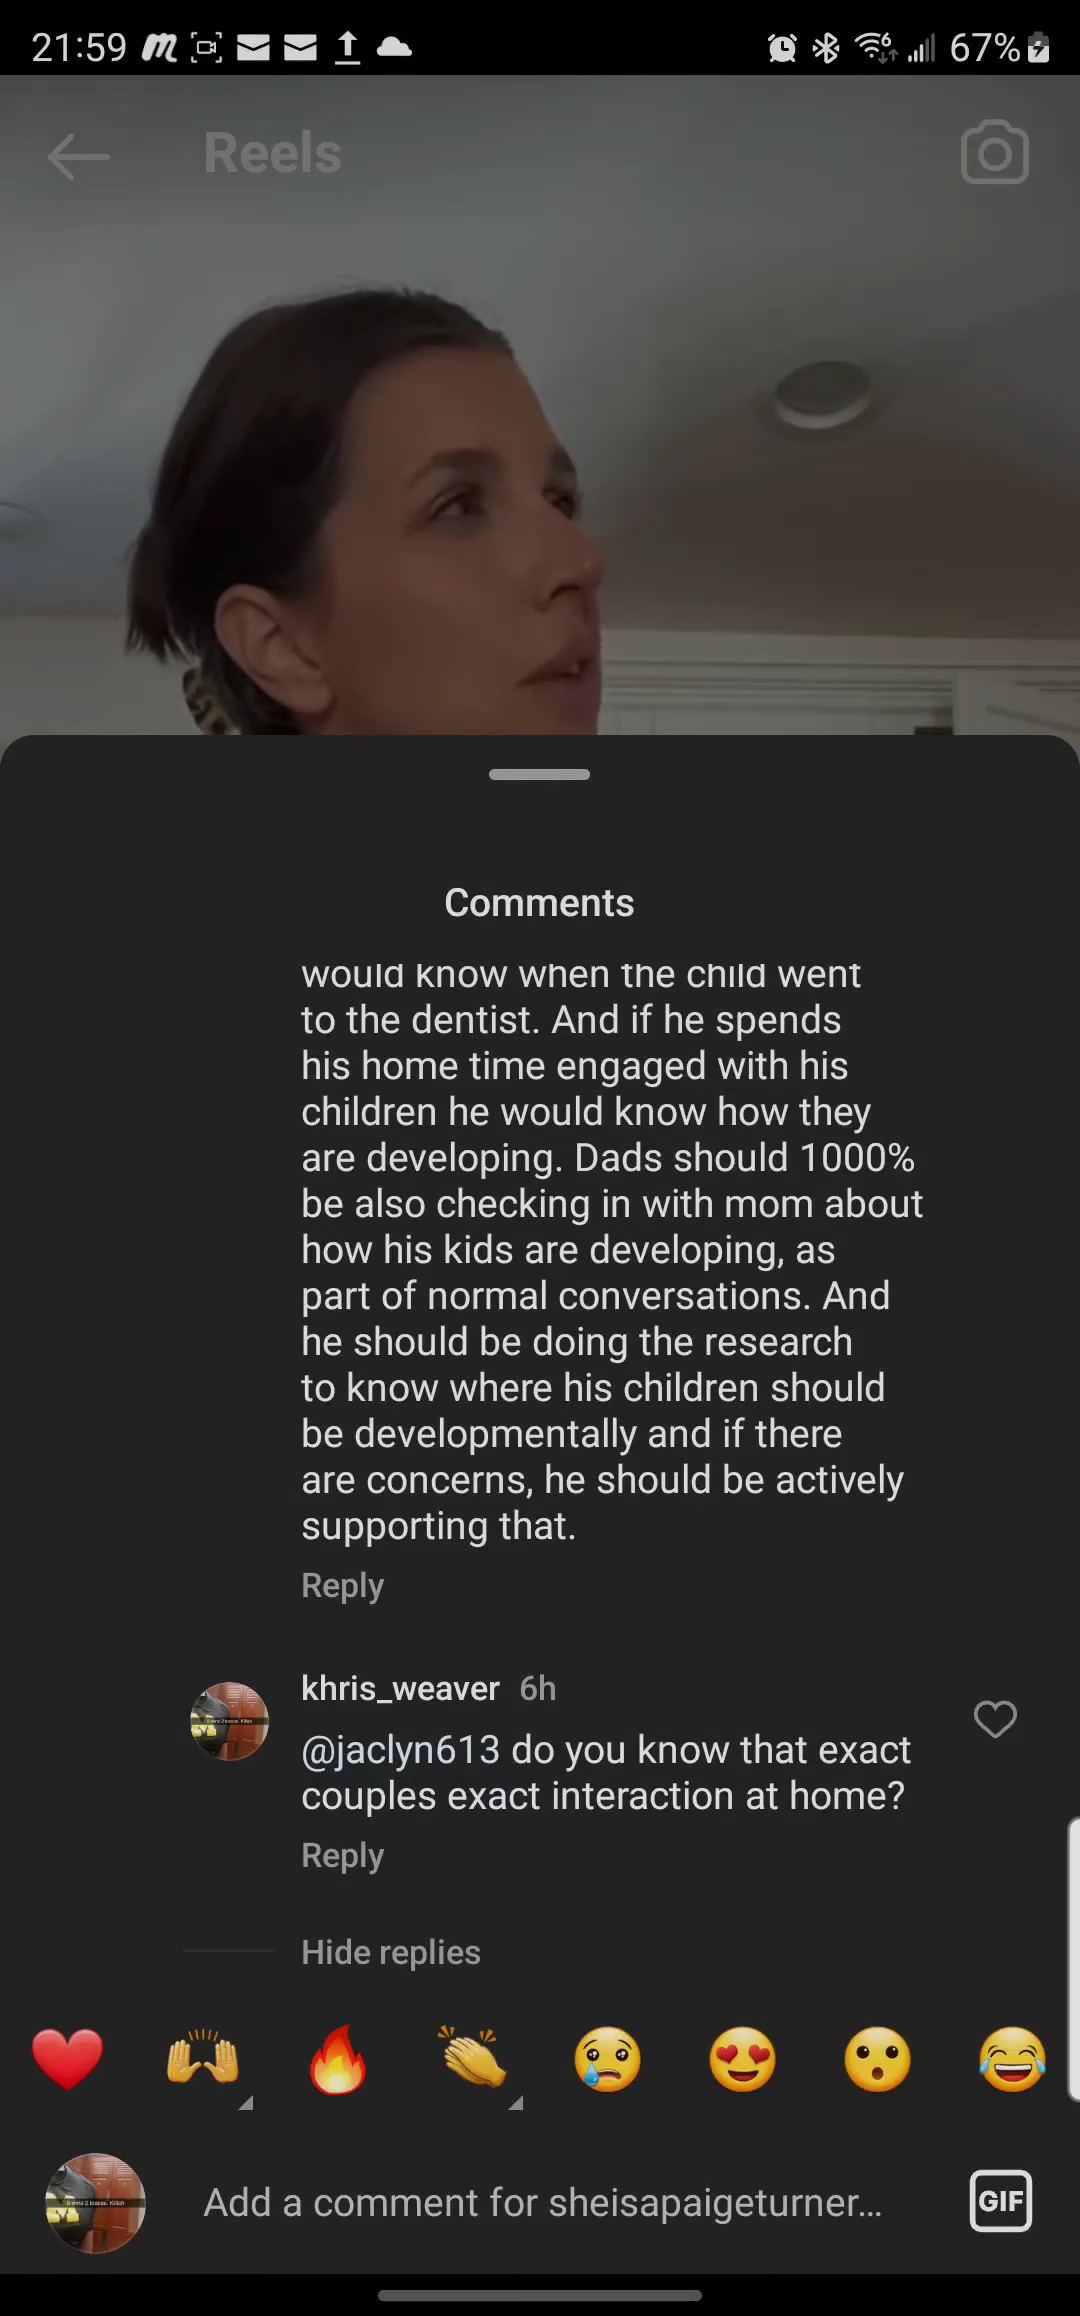 21:59
67%
Reels
Comments
would know when the child went
to the dentist. And if he spends
his home time engaged with his
children he would know how they
are developing. Dads should 1000%
be also checking in with mom about
how his kids are developing, as
part of normal conversations. And
he should be doing the research
to know where his children should
be developmentally and if there
are concerns, he should be actively
supporting that.
Reply
khris_weaver 6h
@jaclyn613 do you know that exact
couples exact interaction at home?
Reply
Hide replies
Add a comment for sheisapaigeturner...
GIF